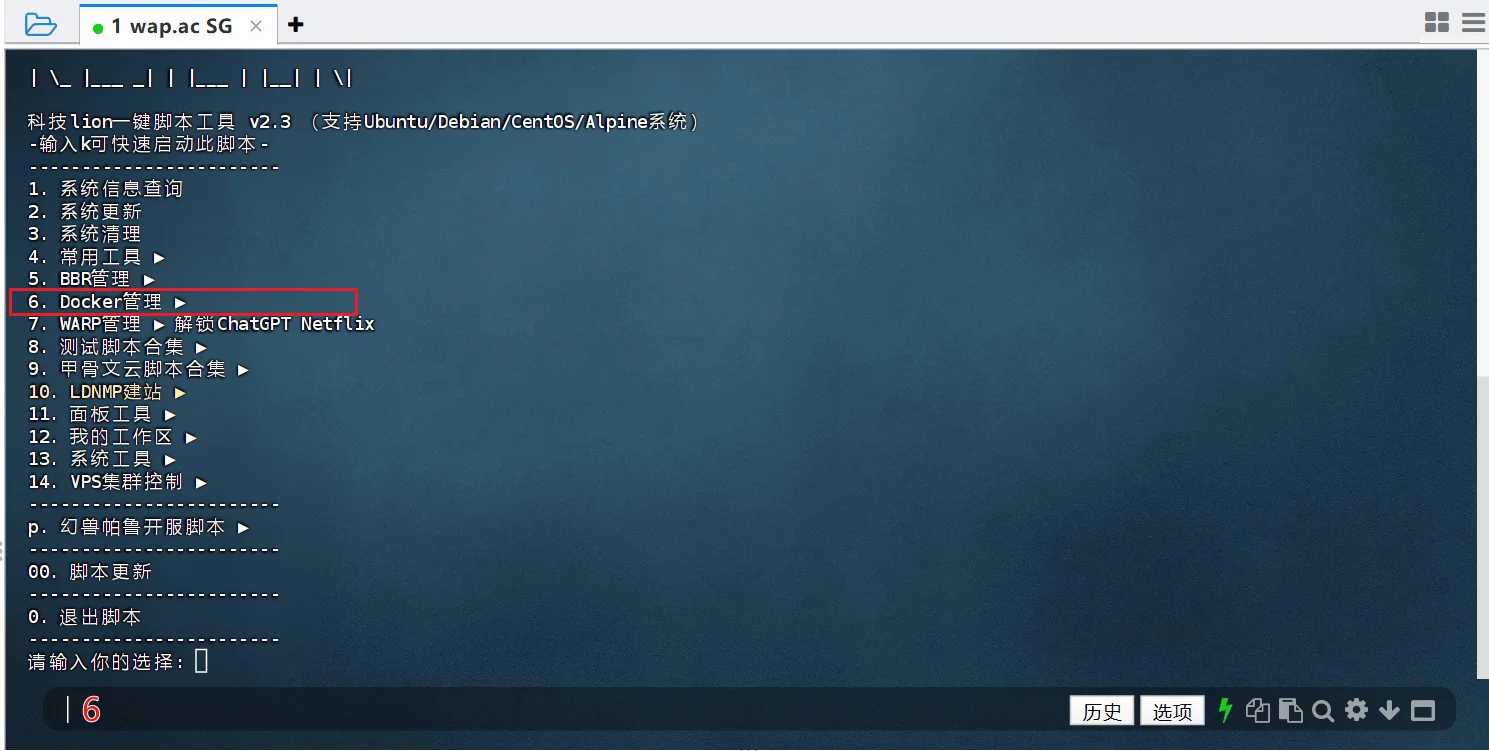 1 wap.ac SG
| \_ |___ _| | |___ | |__| | \|
科技lion一键脚本工具 v2.3 （支持Ubuntu/Debian/CentOS/Alpine系统）
-输入k可快速启动此脚本-
------------------------
1. 系统信息查询
2. 系统更新
3. 系统清理
4. 常用工具 ▶
5. BBR管理 ▶
6. Docker管理 ▶
7. WARP管理 ▶ 解锁ChatGPT Netflix
8. 测试脚本合集 ▶
9. 甲骨文云脚本合集 ▶
10. LDNMP建站 ▶
11. 面板工具 ▶
12. 我的工作区 ▶
13. 系统工具 ▶
14. VPS集群控制 ▶
------------------------
p. 幻兽帕鲁开服脚本 ▶
------------------------
00. 脚本更新
------------------------
0. 退出脚本
------------------------
请输入你的选择:
6 历史 选项